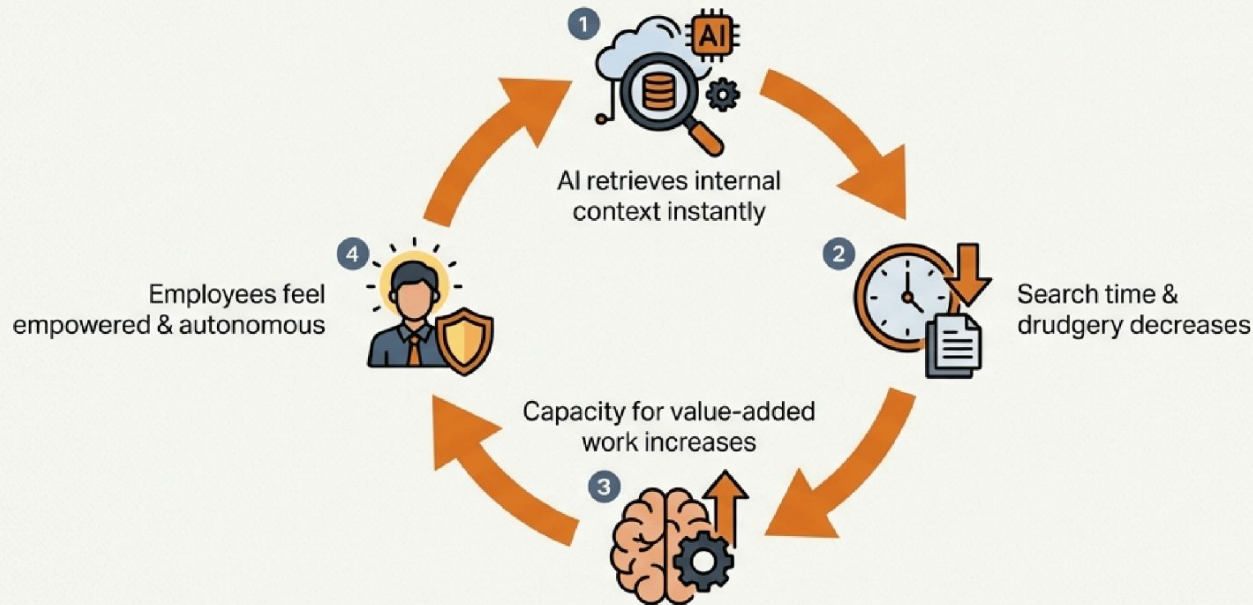 1
AI
AI retrieves internal
context instantly
2
Search time &
drudgery decreases
Capacity for value-added
work increases
3
4
Employees feel
empowered & autonomous